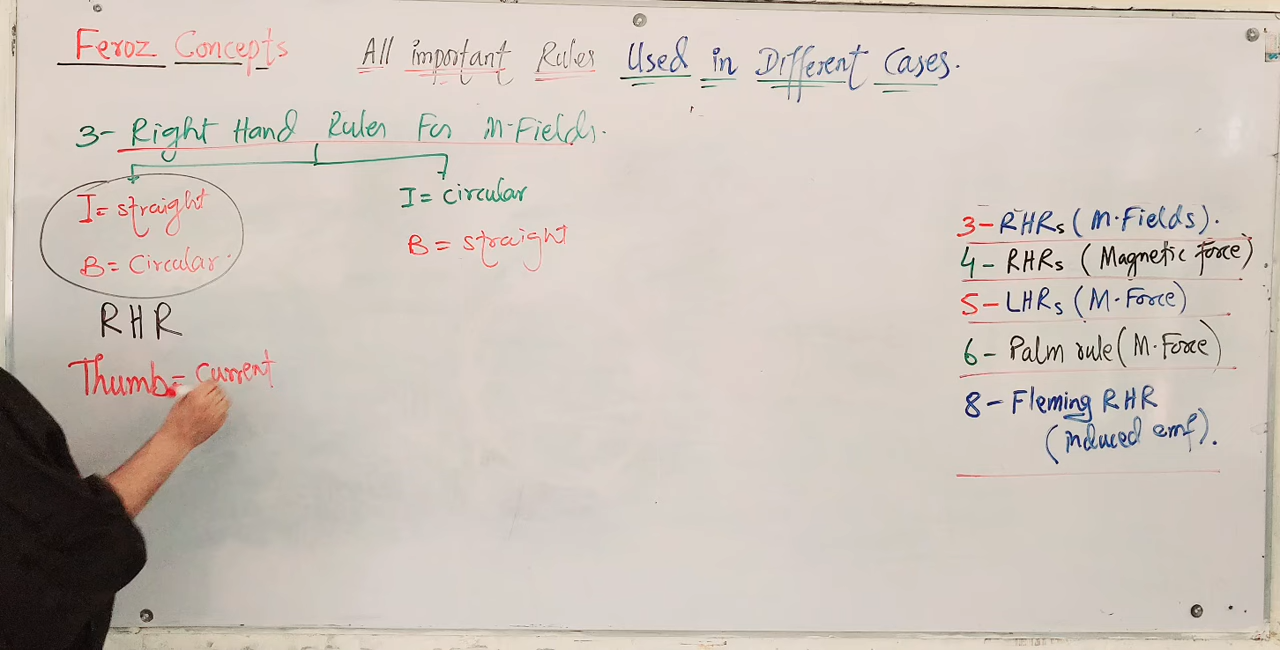 Feroz Concepts
All important Rules Used in Different Cases.
3- Right Hand Rules For M-Fields.
I= straight
B= Circular.
I= circular
B= straight
RHR
Thumb= current
3-RHRs (M.Fields).
4- RHRs (Magnetic force)
5-LHRs (M-Force)
6- Palm rule (M.Force)
8- Fleming RHR
(induced emf).